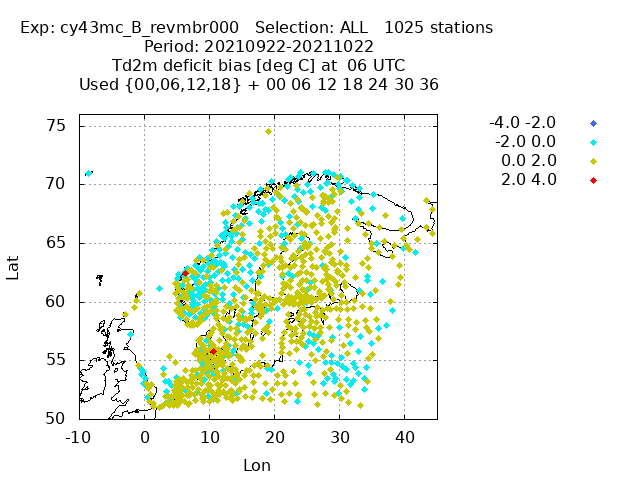 Exp: cy43mc_B_revmbr000   Selection: ALL   1025 stations
Period: 20210922-20211022
Td2m deficit bias [deg C] at  06 UTC
Used {00,06,12,18} + 00 06 12 18 24 30 36
-4.0 -2.0
-2.0 0.0
0.0 2.0
2.0 4.0
75
70
65
60
55
50
Lat
-10 0 10 20 30 40
Lon